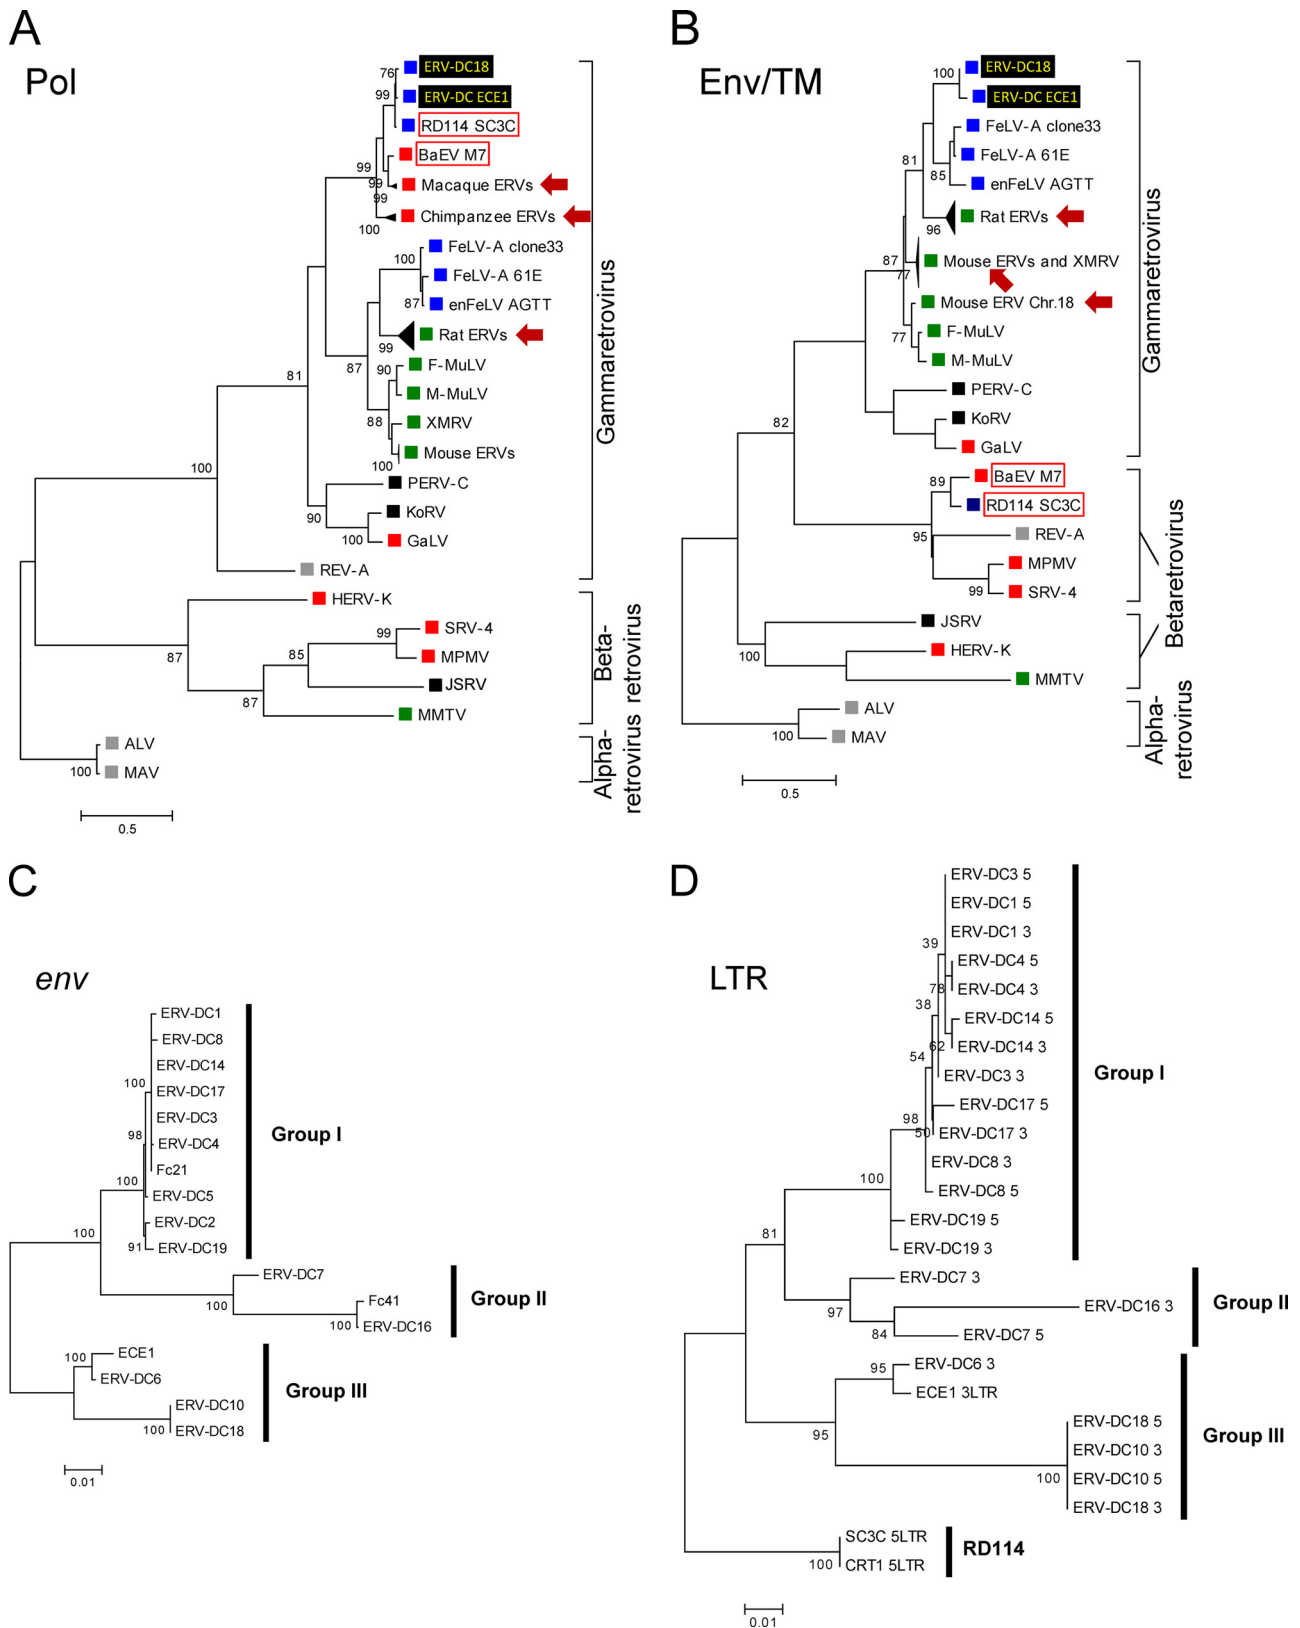 A
Pol
76
ERV-DC18
99
ERV-DC ECE1
RD114 SC3C
BaEV M7
99
99
Macaque ERVs
99
100
Chimpanzee ERVs
100
FeLV-A clone33
FeLV-A 61E
87
enFeLV AGTT
99
Rat ERVs
87
90
F-MuLV
M-MuLV
88
XMRV
100
Mouse ERVs
81
100
PERV-C
90
KoRV
100
GaLV
REV-A
Gammaretrovirus
HERV-K
87
99
SRV-4
85
MPMV
87
JSRV
MMTV
Beta-
retrovirus
100
ALV
MAV
Alpha-
retrovirus
0.5
B
Env/TM
100
ERV-DC18
ERV-DC ECE1
FeLV-A clone33
81
FeLV-A 61E
85
enFeLV AGTT
96
Rat ERVs
87
77
Mouse ERVs and XMRV
Mouse ERV Chr.18
77
F-MuLV
M-MuLV
PERV-C
82
KoRV
GaLV
Gammaretrovirus
89
BaEV M7
RD114 SC3C
95
REV-A
MPMV
99
SRV-4
JSRV
100
HERV-K
MMTV
Betaretrovirus
ALV
100
MAV
Alpha-
retrovirus
0.5
C
env
ERV-DC1
ERV-DC8
ERV-DC14
100
ERV-DC17
ERV-DC3
98
ERV-DC4
Fc21
100
ERV-DC5
ERV-DC2
91
ERV-DC19
Group I
100
ERV-DC7
100
Fc41
100
ERV-DC16
Group II
100
ECE1
ERV-DC6
ERV-DC10
100
ERV-DC18
Group III
0.01
D
LTR
ERV-DC3 5
ERV-DC1 5
ERV-DC1 3
39
ERV-DC4 5
78
ERV-DC4 3
38
ERV-DC14 5
62
ERV-DC14 3
54
ERV-DC3 3
ERV-DC17 5
98
50
ERV-DC17 3
ERV-DC8 3
100
ERV-DC8 5
ERV-DC19 5
ERV-DC19 3
Group I
81
ERV-DC7 3
97
ERV-DC16 3
84
ERV-DC7 5
Group II
95
ERV-DC6 3
ECE1 3LTR
95
ERV-DC18 5
ERV-DC10 3
100
ERV-DC10 5
ERV-DC18 3
Group III
SC3C 5LTR
100
CRT1 5LTR
RD114
0.01